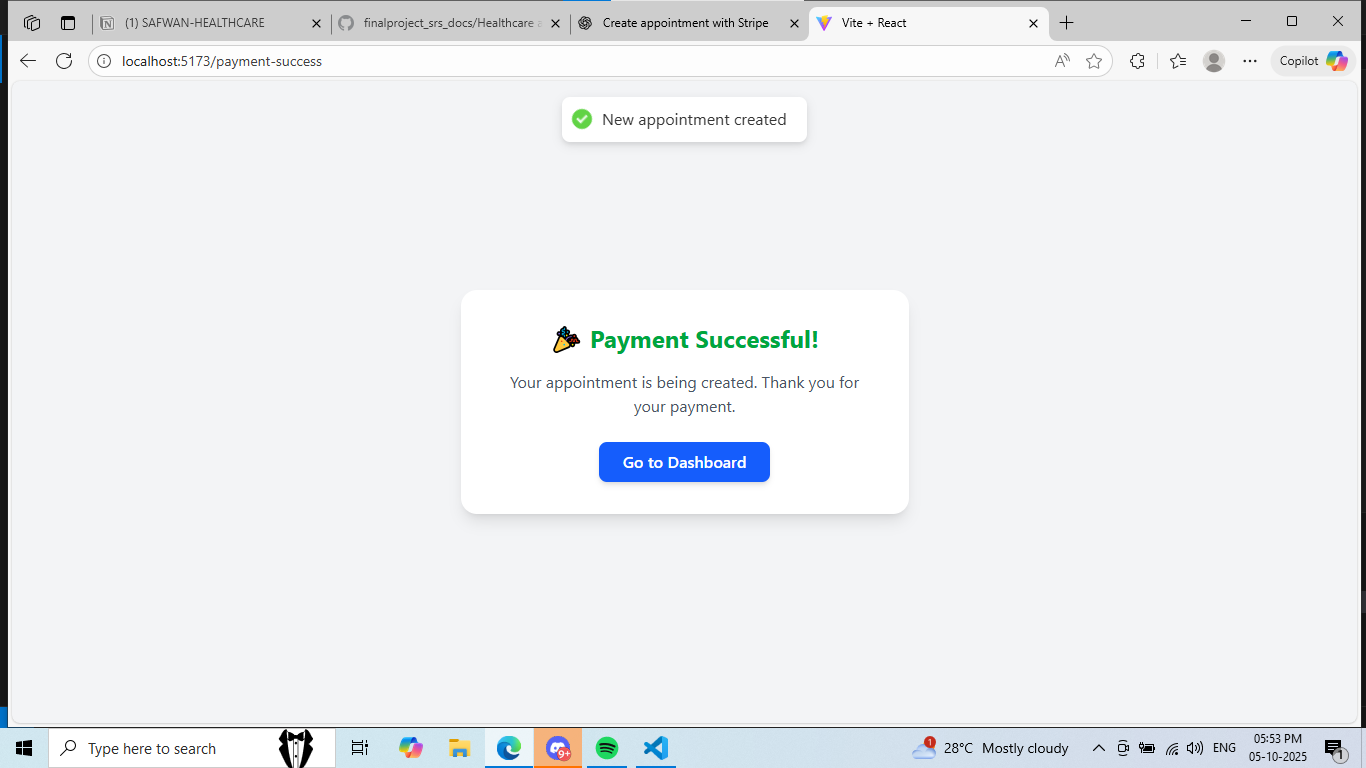 (1) SAFWAN-HEALTHCARE
finalproject_srs_docs/Healthcare a
Create appointment with Stripe
Vite + React
localhost:5173/payment-success
Copilot
New appointment created
Payment Successful!
Your appointment is being created. Thank you for
your payment.
Go to Dashboard
Type here to search
9+
1
28°C Mostly cloudy
ENG
05:53 PM
05-10-2025
1